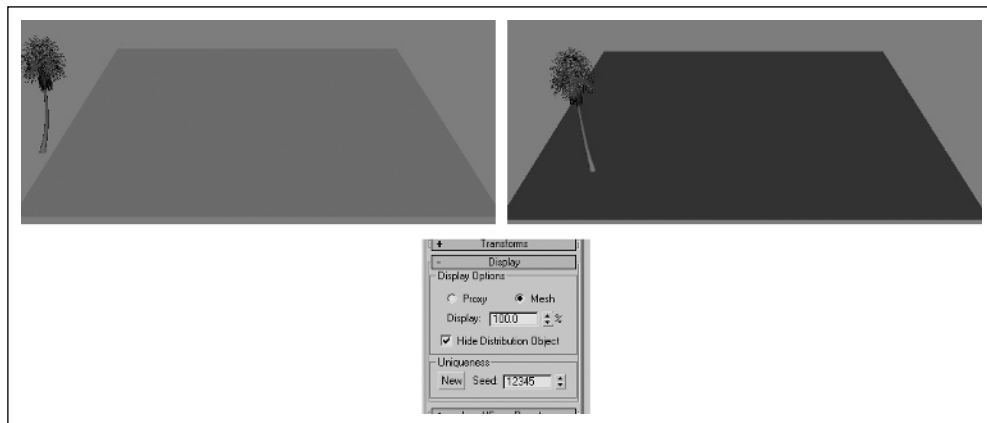 + Transforms
- Display
Display Options
Proxy Mesh
Display: 100.0 %
Hide Distribution Object
Uniqueness
New Seed: 12345